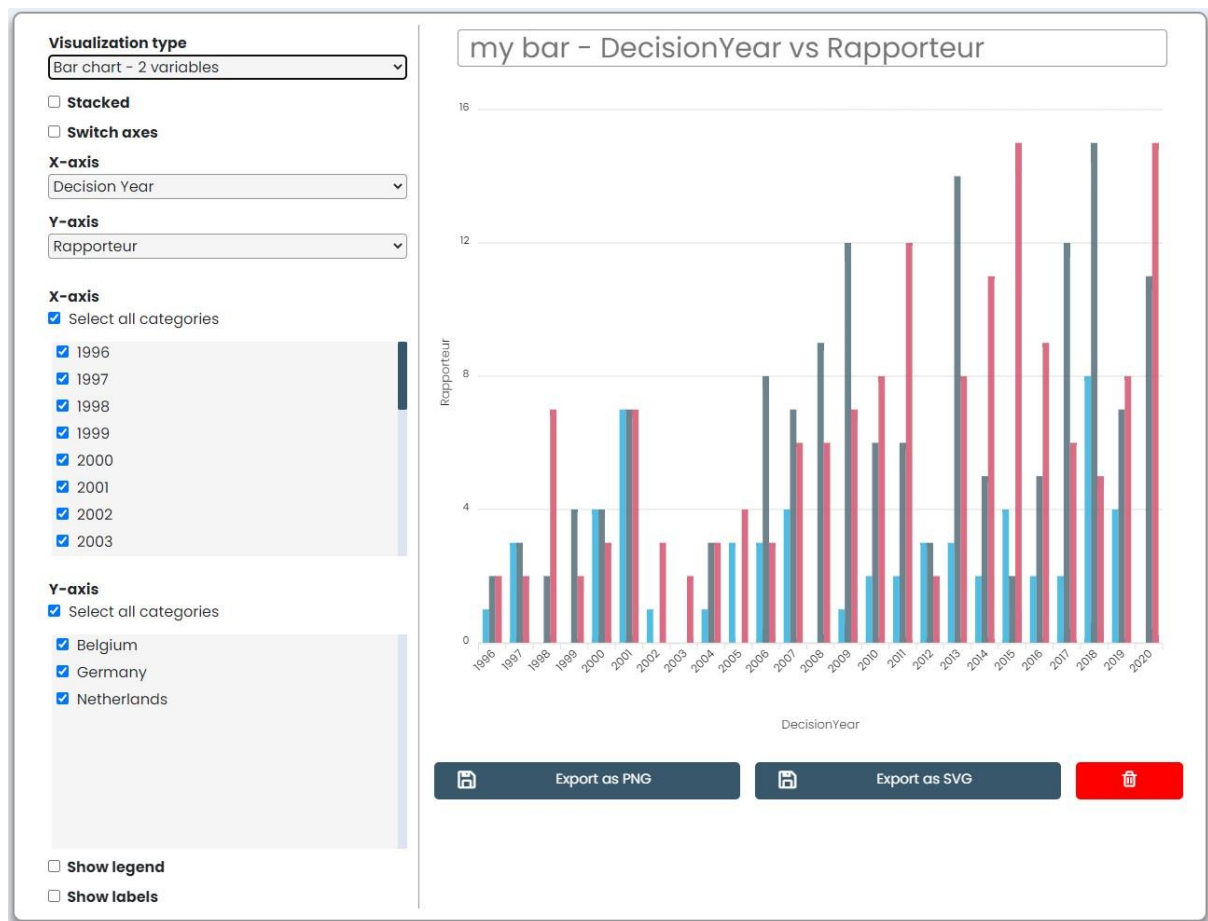 Visualization type
Bar chart - 2 variables
Stacked
Switch axes
X-axis
Decision Year
Y-axis
Rapporteur
X-axis
Select all categories
1996
1997
1998
1999
2000
2001
2002
2003
Y-axis
Select all categories
Belgium
Germany
Netherlands
Show legend
Show labels
my bar - DecisionYear vs Rapporteur
16
12
8
4
0
Rapporteur
1996 1997 1998 1999 2000 2001 2002 2003 2004 2005 2006 2007 2008 2009 2010 2011 2012 2013 2014 2015 2016 2017 2018 2019 2020
DecisionYear
Export as PNG
Export as SVG